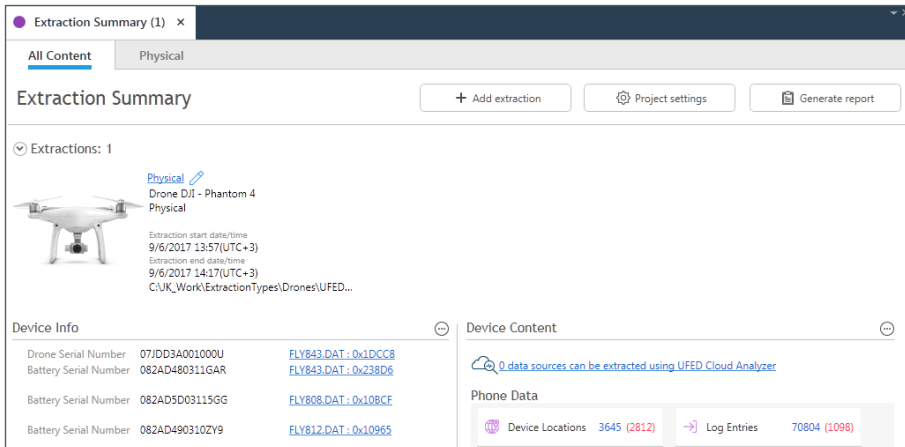 Extraction Summary (1) ×
All Content Physical
Extraction Summary
+ Add extraction
Project settings
Generate report
Extractions: 1
Physical
Drone DJI - Phantom 4
Physical
Extraction start date/time
9/6/2017 13:57(UTC+3)
Extraction end date/time
9/6/2017 14:17(UTC+3)
C:\JK_Work\ExtractionTypes\Drones\UFED...
Device Info
Drone Serial Number 07JDD3A001000U FLY843.DAT : 0x1DCC8
Battery Serial Number 082AD480311GAR FLY843.DAT : 0x238D6
Battery Serial Number 082AD5D03115GG FLY808.DAT : 0x10BCF
Battery Serial Number 082AD490310ZY9 FLY812.DAT : 0x10965
Device Content
0 data sources can be extracted using UFED Cloud Analyzer
Phone Data
Device Locations 3645 (2812)
Log Entries 70804 (1098)